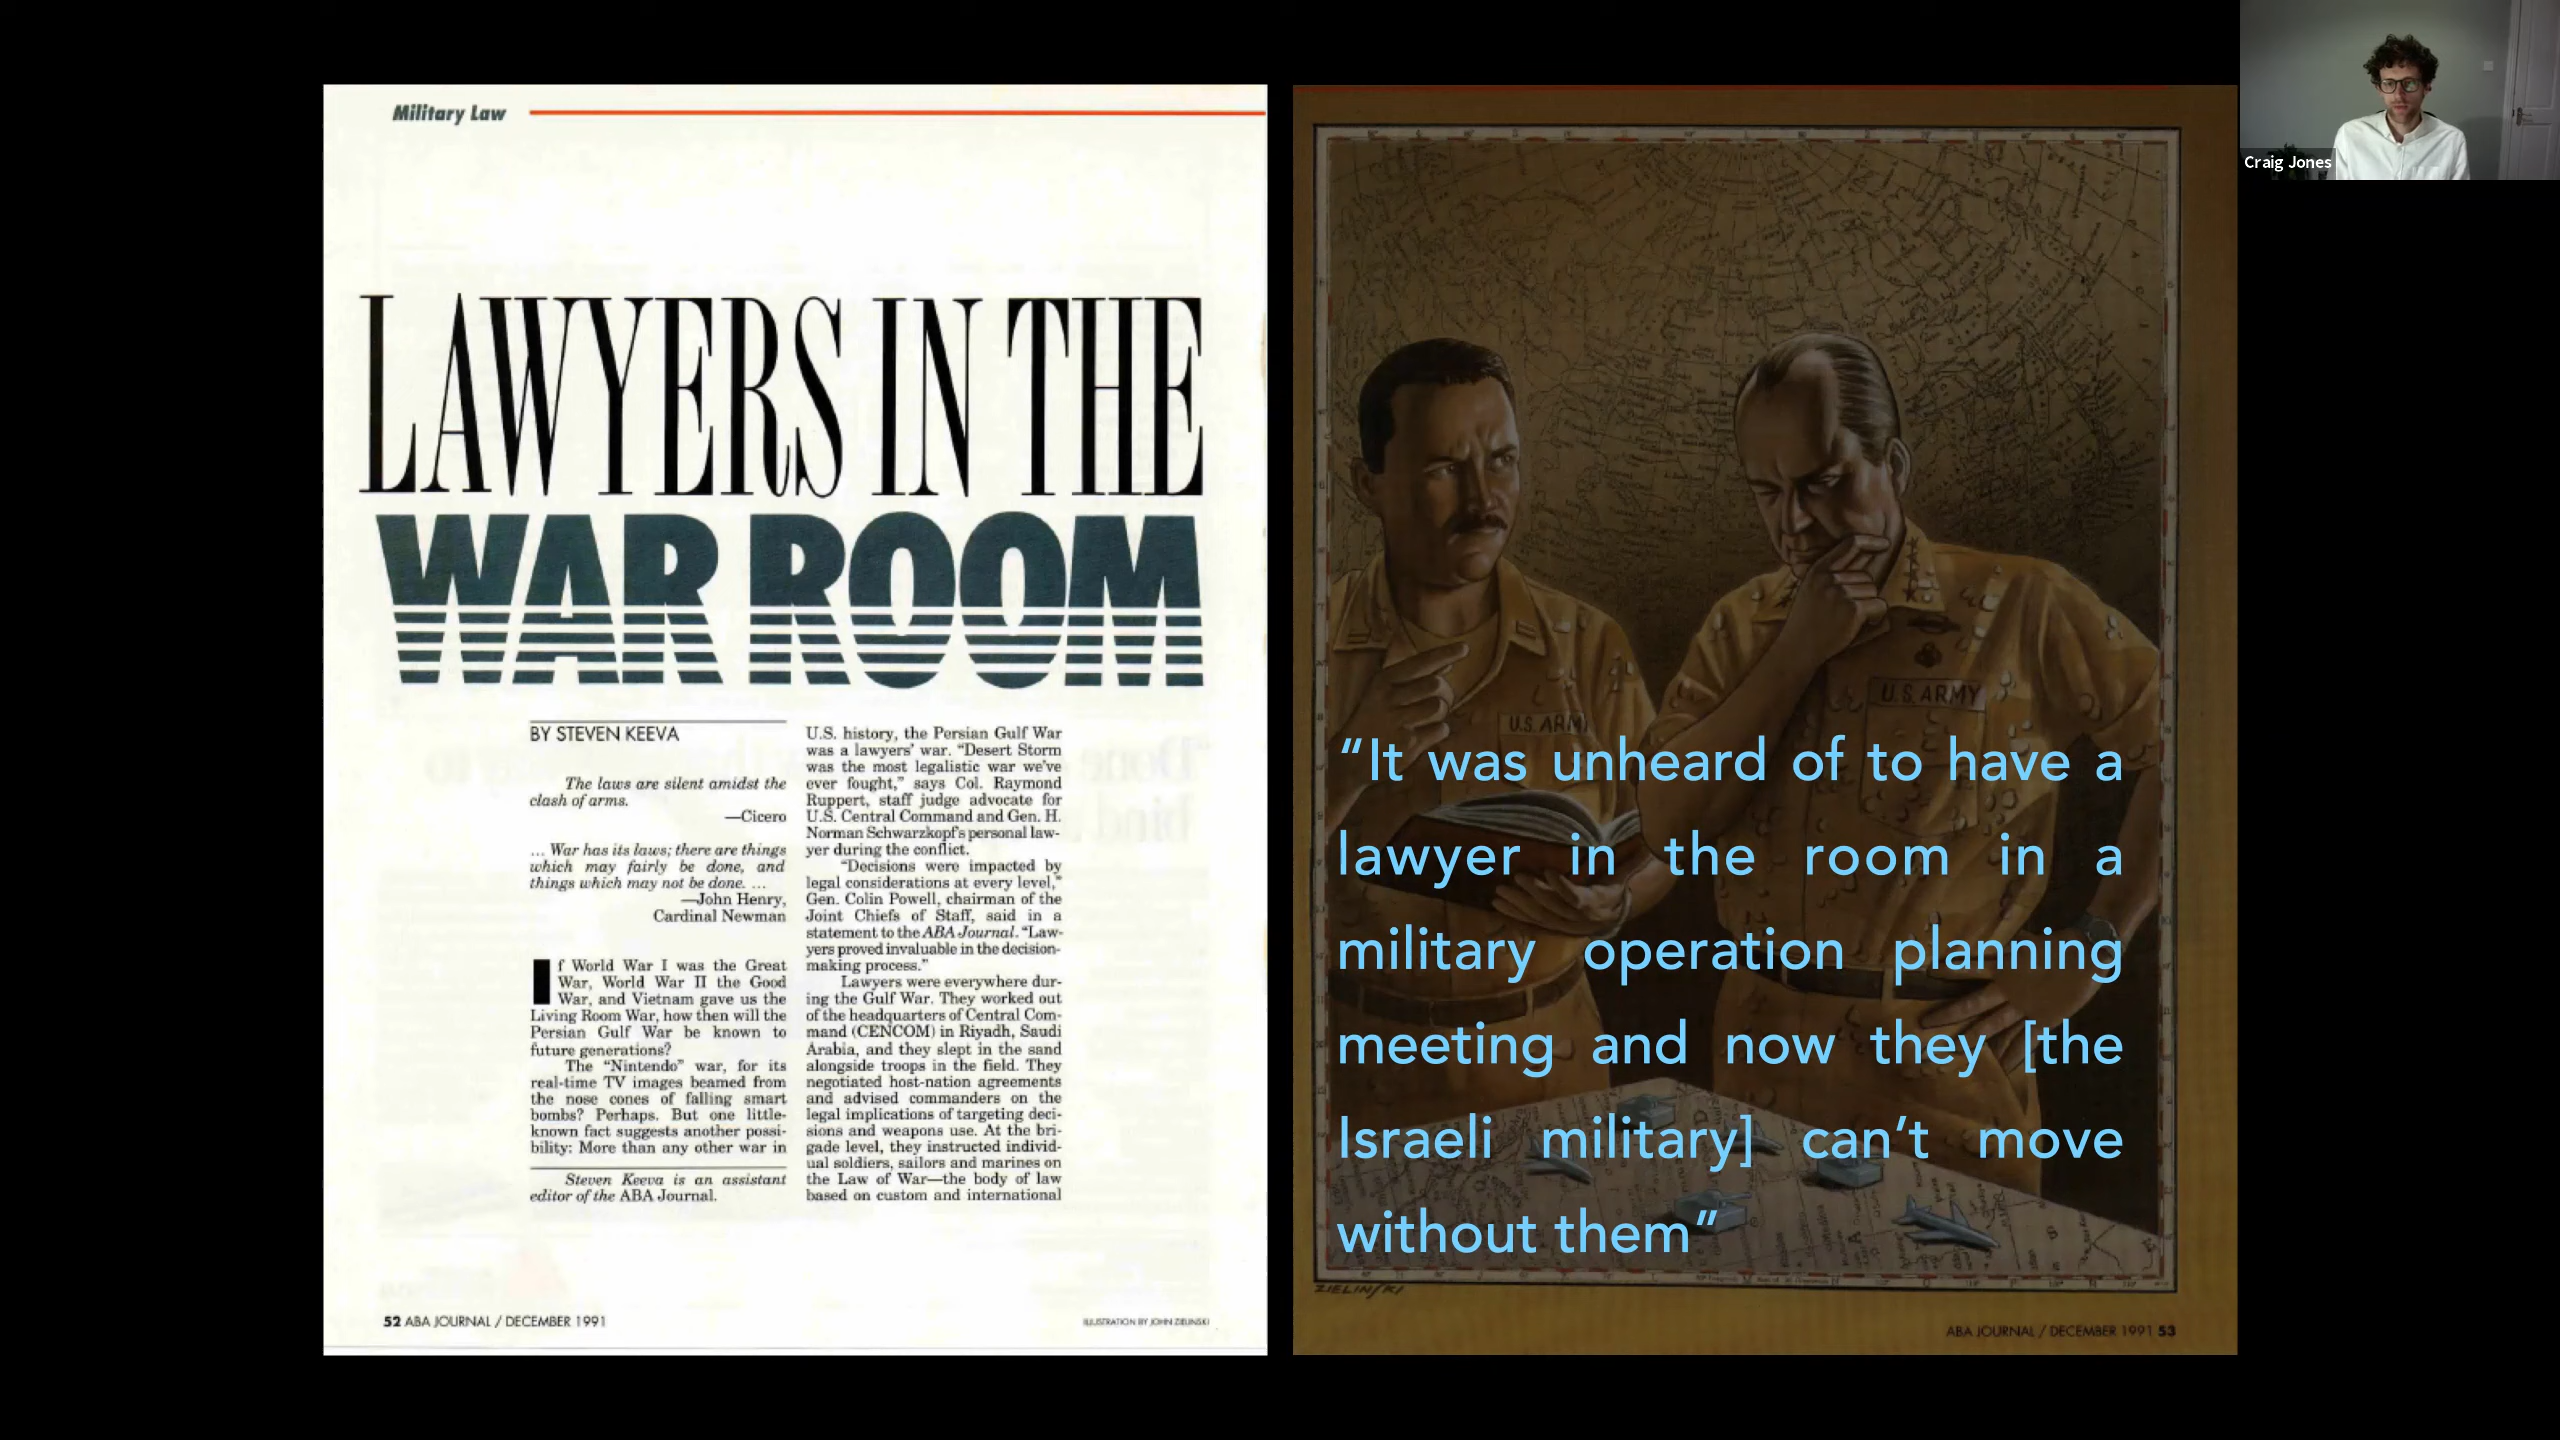 Military Law
LAWYERS IN THE
WAR ROOM
BY STEVEN KEEVA
The laws are silent amidst the
clash of arms.
—Cicero
... War has its laws; there are things
which may fairly be done, and
things which may not be done. ...
—John Henry,
Cardinal Newman
If World War I was the Great
War, World War II the Good
War, and Vietnam gave us the
Living Room War, how then will the
Persian Gulf War be known to
future generations?
The “Nintendo” war, for its
real-time TV images beamed from
the nose cones of falling smart
bombs? Perhaps. But one little-
known fact suggests another possi-
bility: More than any other war in
Steven Keeva is an assistant
editor of the ABA Journal.
U.S. history, the Persian Gulf War
was a lawyers’ war. “Desert Storm
was the most legalistic war we’ve
ever fought,” says Col. Raymond
Ruppert, staff judge advocate for
U.S. Central Command and Gen. H.
Norman Schwarzkopf’s personal law-
yer during the conflict.
“Decisions were impacted by
legal considerations at every level,”
Gen. Colin Powell, chairman of the
Joint Chiefs of Staff, said in a
statement to the ABA Journal. “Law-
yers proved invaluable in the decision-
making process.”
Lawyers were everywhere dur-
ing the Gulf War. They worked out
of the headquarters of Central Com-
mand (CENCOM) in Riyadh, Saudi
Arabia, and they slept in the sand
alongside troops in the field. They
negotiated host-nation agreements
and advised commanders on the
legal implications of targeting deci-
sions and weapons use. At the bri-
gade level, they instructed individ-
ual soldiers, sailors and marines on
the Law of War—the body of law
based on custom and international
52 ABA JOURNAL / DECEMBER 1991
ILLUSTRATION BY JOHN ZIELINSKI
U.S. ARMY
U.S. ARMY
“It was unheard of to have a
lawyer in the room in a
military operation planning
meeting and now they [the
Israeli military] can’t move
without them”
ZIELINSKI
ABA JOURNAL / DECEMBER 1991 53
Craig Jones